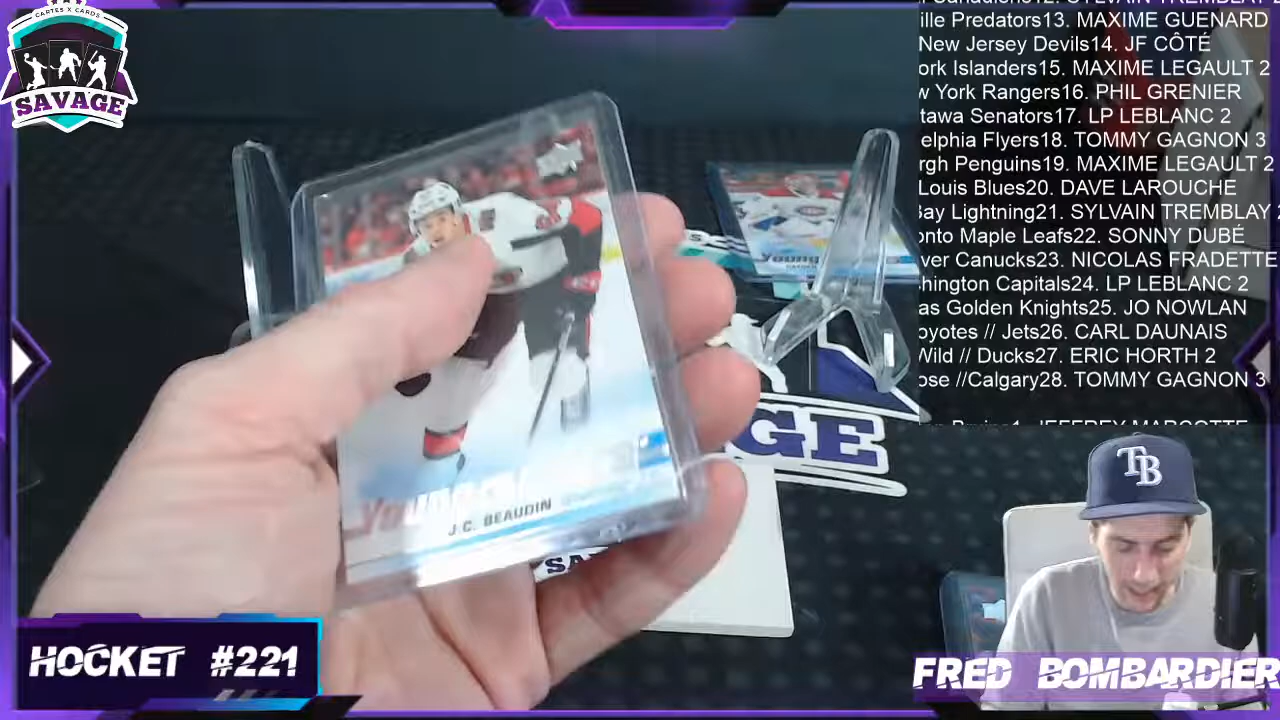 CARTES X CARDS
SAVAGE
ille Predators13. MAXIME GUENARD
New Jersey Devils14. JF CÔTÉ
ork Islanders15. MAXIME LEGAULT 2
w York Rangers16. PHIL GRENIER
tawa Senators17. LP LEBLANC 2
elphia Flyers18. TOMMY GAGNON 3
rgh Penguins19. MAXIME LEGAULT 2
Louis Blues20. DAVE LAROUCHE
Bay Lightning21. SYLVAIN TREMBLAY
onto Maple Leafs22. SONNY DUBÉ
ver Canucks23. NICOLAS FRADETTE
hington Capitals24. LP LEBLANC 2
as Golden Knights25. JO NOWLAN
oyotes // Jets26. CARL DAUNAIS
Wild // Ducks27. ERIC HORTH 2
ose //Calgary28. TOMMY GAGNON 3
Young
J.C. BEAUDIN
Young
GE
SA
TB
HOCKET #221
FRED BOMBARDIER